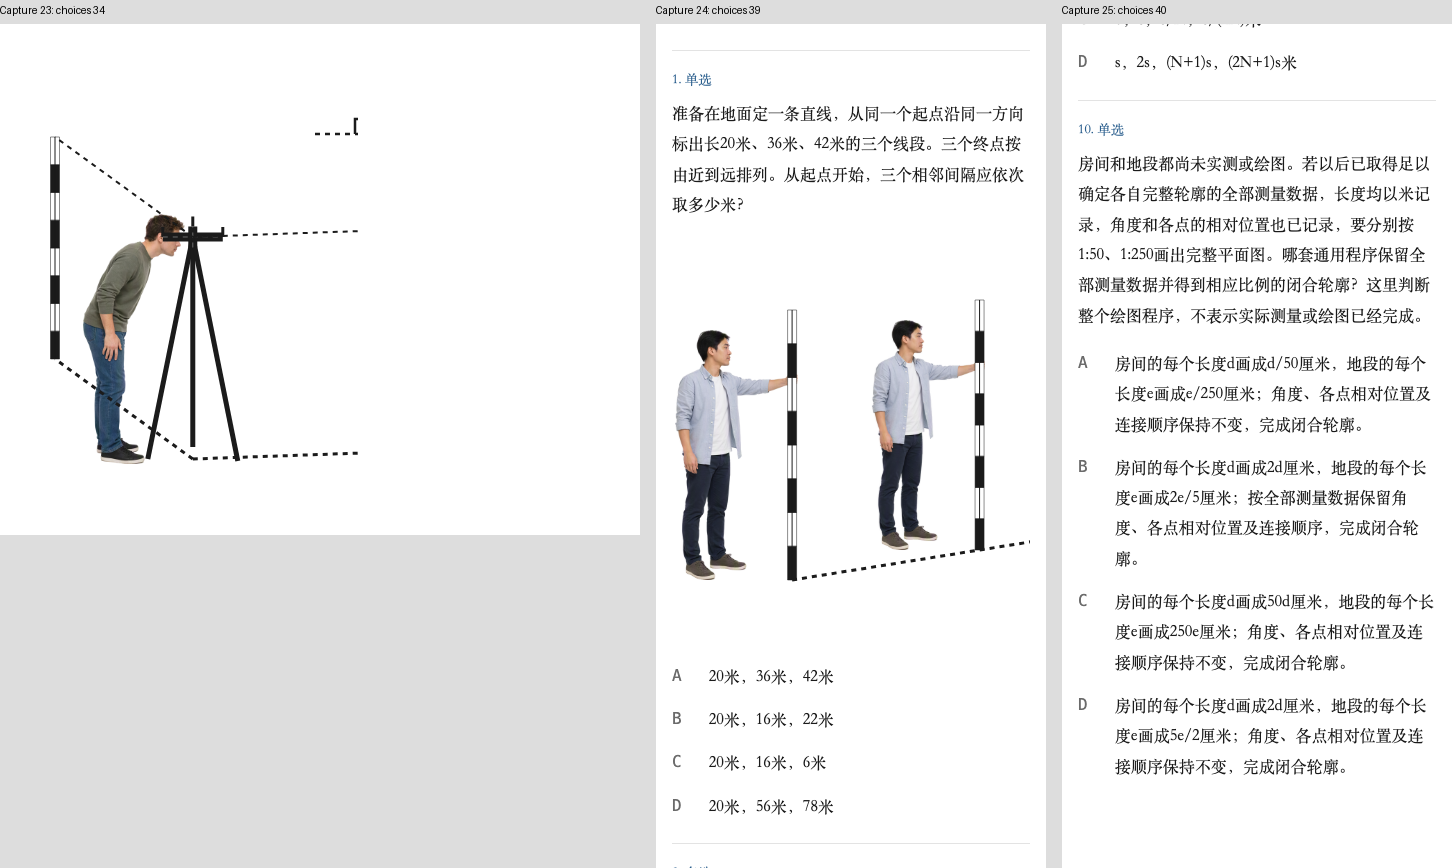 Capture 23: choices 34
Capture 24: choices 39
1. 单选
准备在地面定一条直线，从同一个起点沿同一方向
标出长20米、36米、42米的三个线段。三个终点按
由近到远排列。从起点开始，三个相邻间隔应依次
取多少米？
A 20米，36米，42米
B 20米，16米，22米
C 20米，16米，6米
D 20米，56米，78米
Capture 25: choices 40
D s，2s，(N+1)s，(2N+1)s米
10. 单选
房间和地段都尚未实测或绘图。若以后已取得足以
确定各自完整轮廓的全部测量数据，长度均以米记
录，角度和各点的相对位置也已记录，要分别按
1:50、1:250画出完整平面图。哪套通用程序保留全
部测量数据并得到相应比例的闭合轮廓？这里判断
整个绘图程序，不表示实际测量或绘图已经完成。
A 房间的每个长度d画成d/50厘米，地段的每个
长度e画成e/250厘米；角度、各点相对位置及
连接顺序保持不变，完成闭合轮廓。
B 房间的每个长度d画成2d厘米，地段的每个长
度e画成2e/5厘米；按全部测量数据保留角
度、各点相对位置及连接顺序，完成闭合轮
廓。
C 房间的每个长度d画成50d厘米，地段的每个长
度e画成250e厘米；角度、各点相对位置及连
接顺序保持不变，完成闭合轮廓。
D 房间的每个长度d画成2d厘米，地段的每个长
度e画成5e/2厘米；角度、各点相对位置及连
接顺序保持不变，完成闭合轮廓。